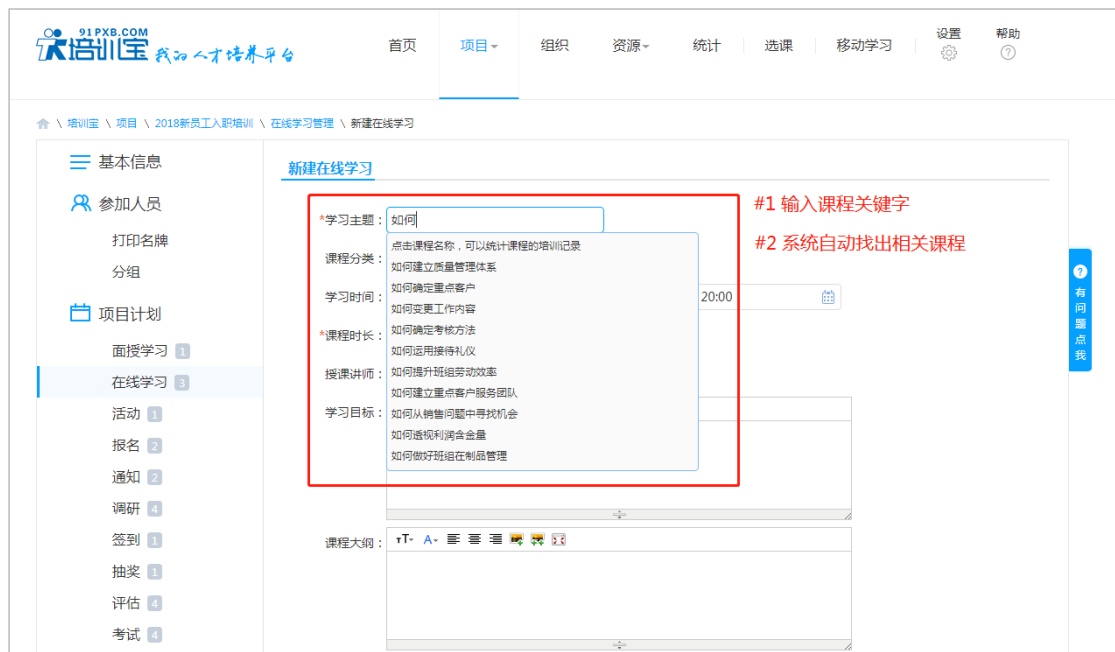 91PXB.COM
培训宝 我的人才培养平台
首页 项目 组织 资源 统计 选课 移动学习 设置 帮助
\ 培训宝 \ 项目 \ 2018新员工入职培训 \ 在线学习管理 \ 新建在线学习
基本信息
参加人员
打印名牌
分组
项目计划
面授学习 1
在线学习 3
活动 1
报名 2
通知 2
调研 4
签到 1
抽奖 1
评估 4
考试 4
新建在线学习
*学习主题： 如何
点击课程名称，可以统计课程的培训记录
如何建立质量管理体系
如何确定重点客户
如何变更工作内容
如何确定考核方法
如何运用接待礼仪
如何提升班组劳动效率
如何建立重点客户服务团队
如何从销售问题中寻找机会
如何透视利润含金量
如何做好班组在制品管理
课程分类：
学习时间： 20:00
*课程时长：
授课讲师：
学习目标：
课程大纲：
#1 输入课程关键字
#2 系统自动找出相关课程
? 有问题点我